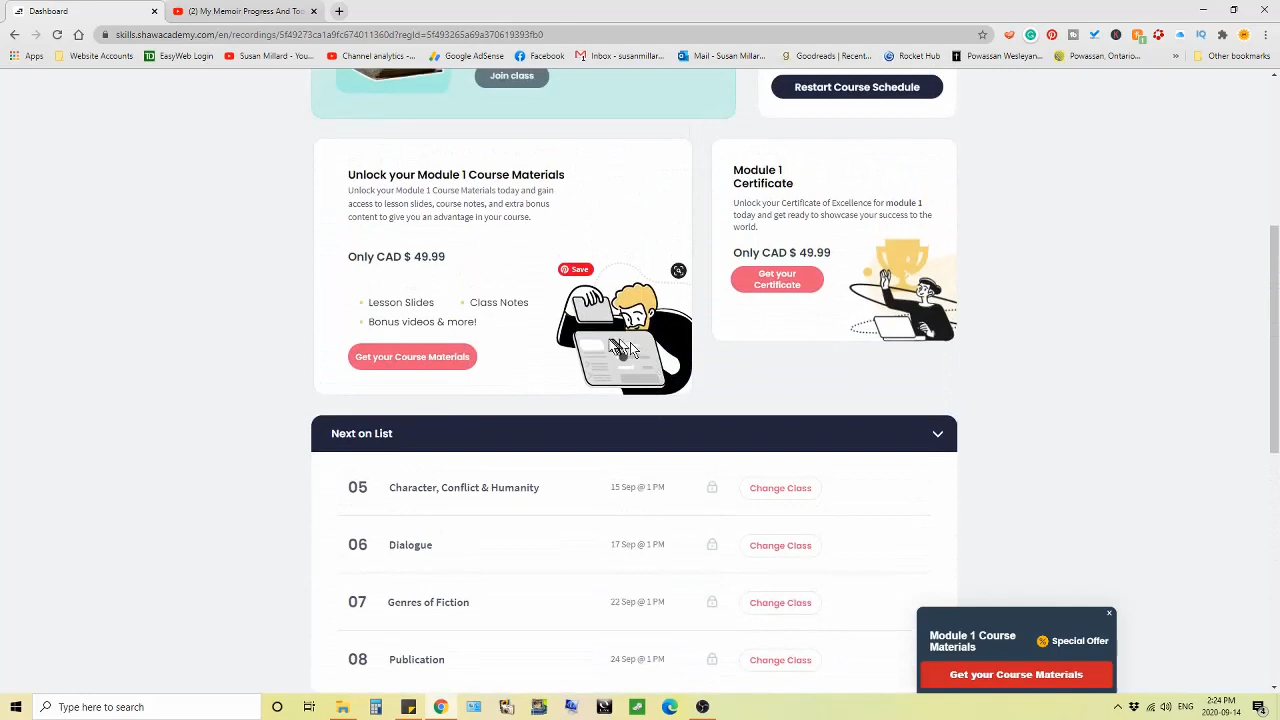 Dashboard
(2) My Memoir Progress And Too
skills.shawacademy.com/en/recordings/
Apps
Website Accounts
EasyWeb Login
Susan Millar You...
Channel analytic -...
Google AdSense
Facebook
Inbox - susinmillar...
Mail - Susan Millar...
Goodreads | Recent...
Rocket Hub
Powassan Wesleyan...
Powassan, Ontario...
»
Other bookmarks
Join class
Restart Course Schedule
Unlock your Module 1 Course Materials
Unlock your Module 1 Course Materials today and gain
access to lesson slides, course notes, and extra bonus
content to give you an advantage in your course.
Only CAD $ 49.99
Save
Lesson Slides
Class Notes
Bonus videos & more!
Get your Course Materials
Module 1
Certificate
Unlock your Certificate of Excellence for module 1
today and get ready to showcase your success to the
world.
Only CAD $ 49.99
Get your
Certificate
Next on List
05 Character, Conflict & Humanity 15 Sep @ 1 PM Change Class
06 Dialogue 17 Sep @ 1 PM Change Class
07 Genres of Fiction 22 Sep @ 1 PM Change Class
08 Publication 24 Sep @ 1 PM Change Class
Module 1 Course
Materials
Special Offer
Get your Course Materials
Type here to search
ENG
2:24 PM
2020-09-14